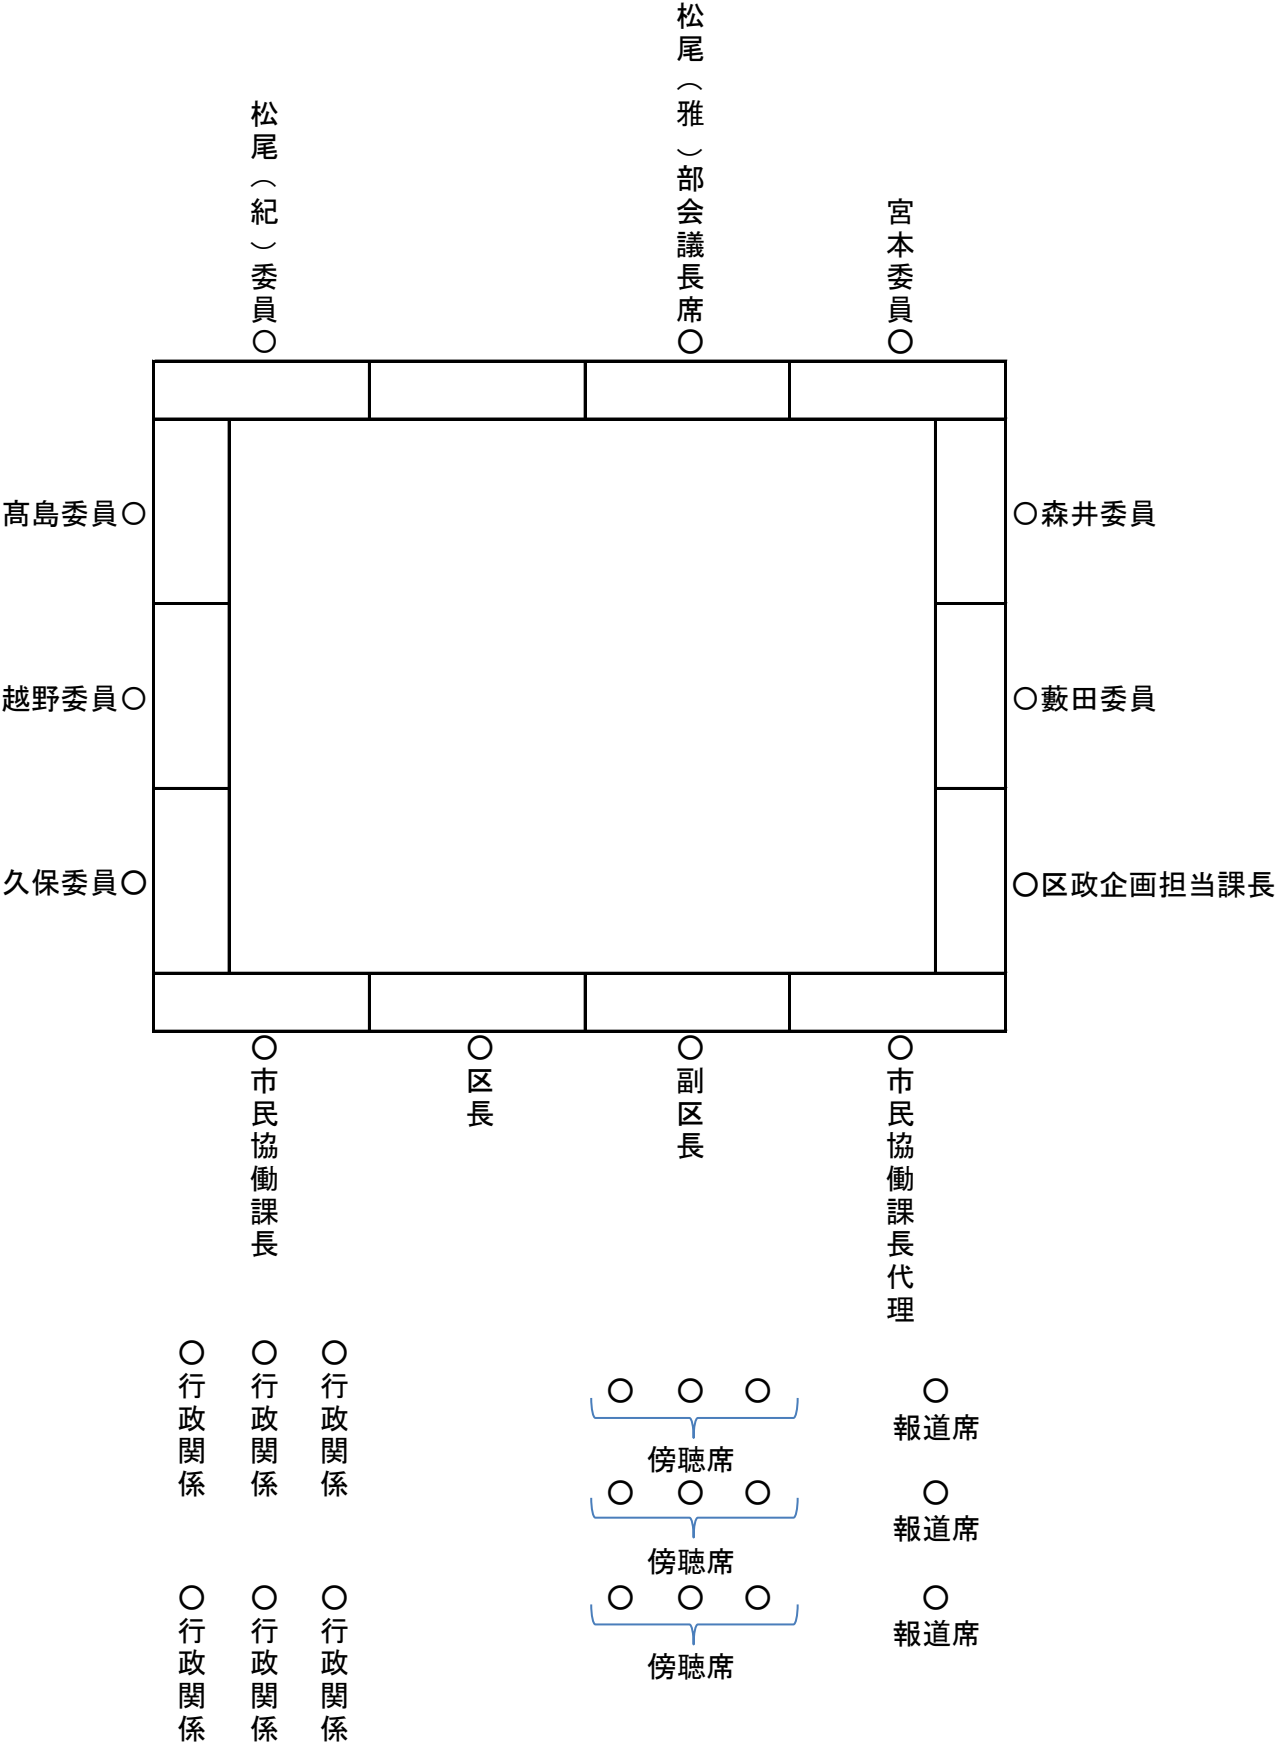 松尾（雅）部会議長席○
松尾（紀）委員○
宮本委員○
髙島委員○
○森井委員
越野委員○
○藪田委員
久保委員○
○区政企画担当課長
○市民協働課長
○区長
○副区長
○市民協働課長代理
○行政関係
○行政関係
○行政関係
○ ○ ○
傍聴席
○
報道席
○ ○ ○
傍聴席
○
報道席
○行政関係
○行政関係
○行政関係
○ ○ ○
傍聴席
○
報道席